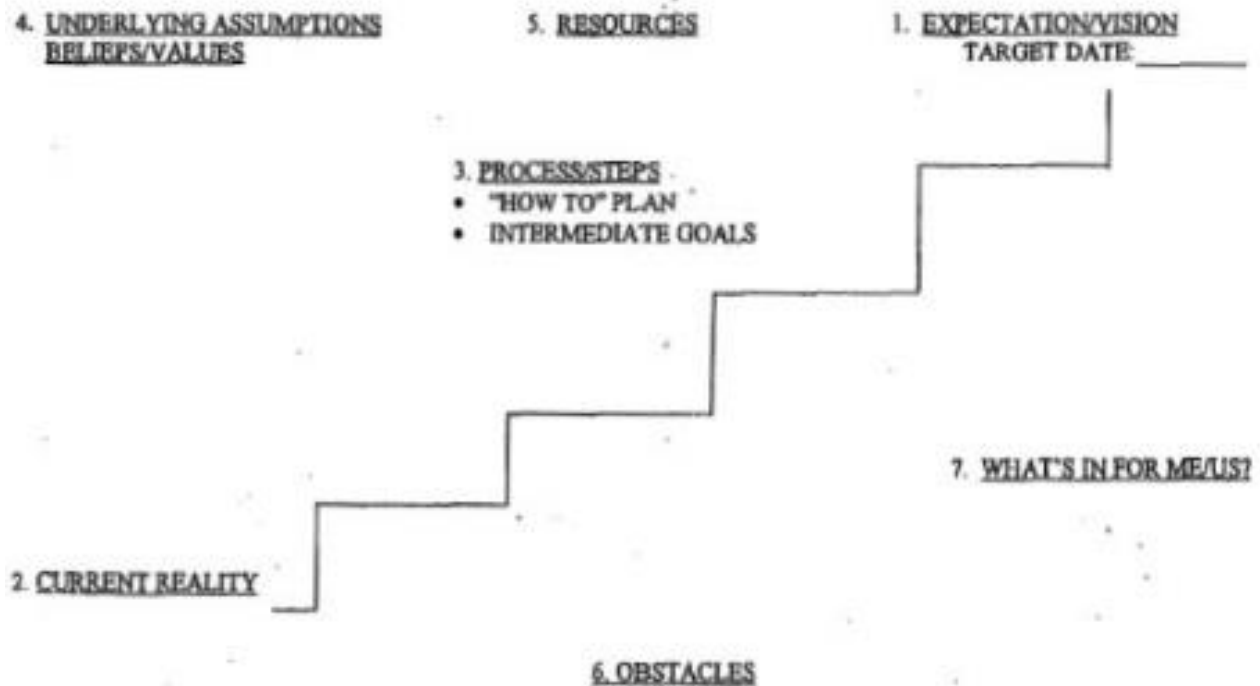 4. UNDERLYING ASSUMPTIONS
BELIEFS/VALUES
5. RESOURCES
1. EXPECTATION/VISION
TARGET DATE:
3. PROCESS/STEPS
• "HOW TO" PLAN
• INTERMEDIATE GOALS
7. WHAT'S IN FOR ME/US?
2. CURRENT REALITY
6. OBSTACLES